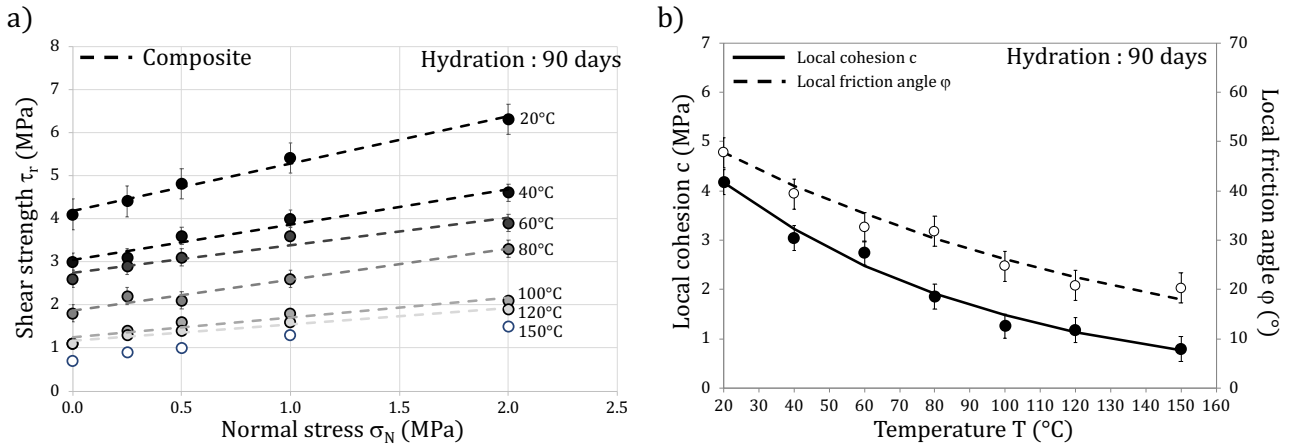 a)
Shear strength τr (MPa)
8
7
6
5
4
3
2
1
0
Composite
Hydration : 90 days
20°C
40°C
60°C
80°C
100°C
120°C
150°C
0.0 0.5 1.0 1.5 2.0 2.5
Normal stress σN (MPa)
b)
Local cohesion c (MPa)
7
6
5
4
3
2
1
0
Local cohesion c
Local friction angle φ
Hydration : 90 days
70
60
50
40
30
20
10
0
Local friction angle φ (°)
20 30 40 50 60 70 80 90 100 110 120 130 140 150 160
Temperature T (°C)